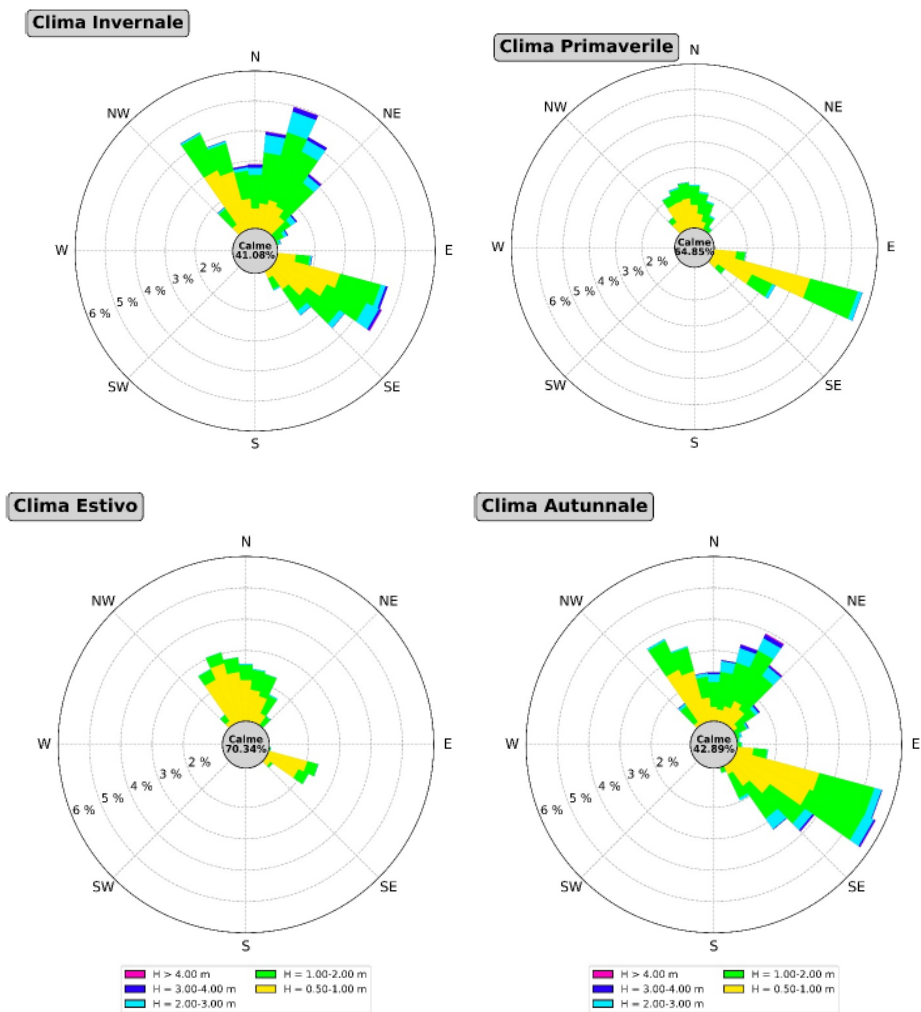 Clima Invernale
N
NW
NE
W
E
Calme
41.08%
2 %
3 %
4 %
5 %
6 %
SW
SE
S
Clima Primaverile
N
NW
NE
W
E
Calme
64.85%
2 %
3 %
4 %
5 %
6 %
SW
SE
S
Clima Estivo
N
NW
NE
W
E
Calme
70.34%
2 %
3 %
4 %
5 %
6 %
SW
SE
S
H > 4.00 m
H = 3.00-4.00 m
H = 2.00-3.00 m
H = 1.00-2.00 m
H = 0.50-1.00 m
Clima Autunnale
N
NW
NE
W
E
Calme
42.89%
2 %
3 %
4 %
5 %
6 %
SW
SE
S
H > 4.00 m
H = 3.00-4.00 m
H = 2.00-3.00 m
H = 1.00-2.00 m
H = 0.50-1.00 m